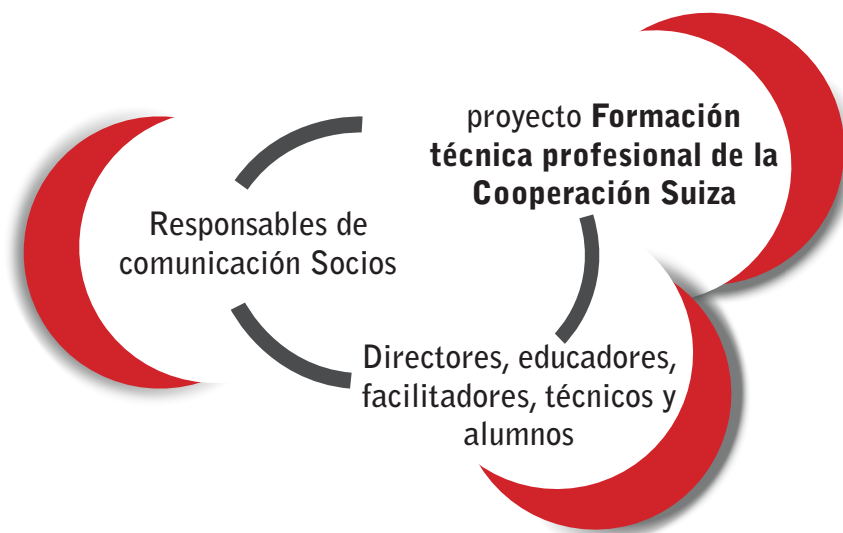 proyecto Formación
técnica profesional de la
Cooperación Suiza
Responsables de
comunicación Socios
Directores, educadores,
facilitadores, técnicos y
alumnos